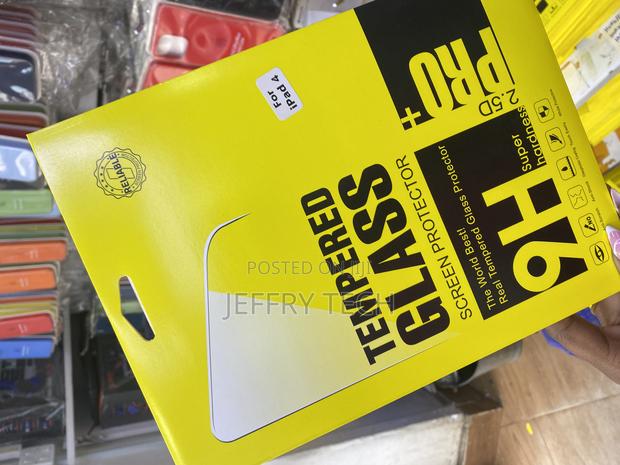 For
iPad 4
PRO+
2.5D
RELIABLE
TEMPERED
GLASS
SCREEN PROTECTOR
The World Best!
Real Tempered Glass Protector
9H
Super
hardness
POSTED ON JIJI
JEFFRY TECH